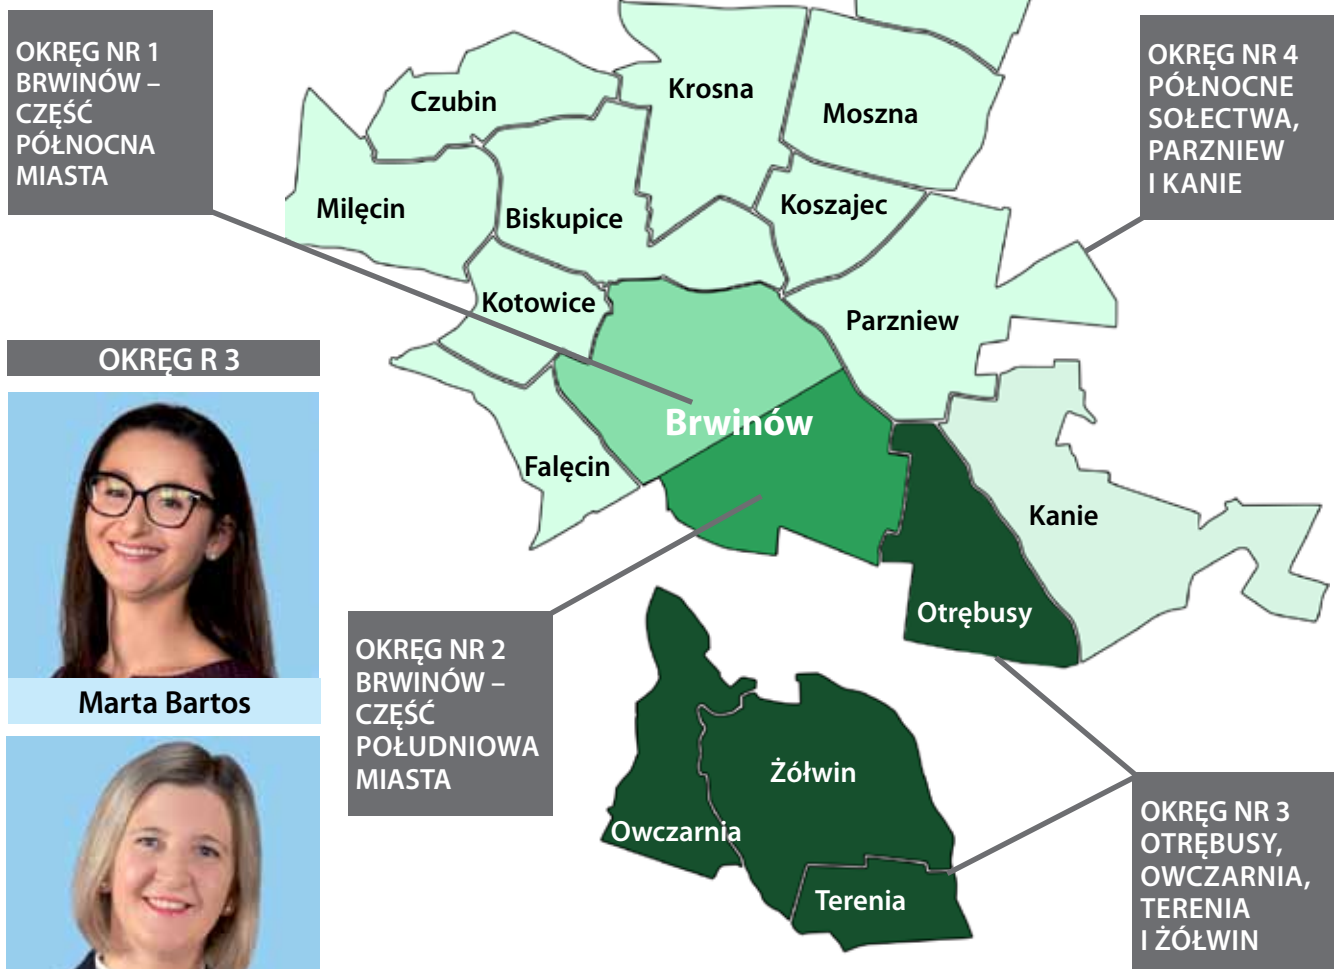 OKRĘG NR 1
BRWINÓW –
CZĘŚĆ
PÓŁNOCNA
MIASTA
OKRĘG NR 4
PÓŁNOCNE
SOŁECTWA,
PARZNIEW
I KANIE
Czubin
Krosna
Moszna
Milęcin
Biskupice
Koszajec
Kotowice
Parzniew
Brwinów
Falęcin
Kanie
Otrębusy
OKRĘG R 3
Marta Bartos
OKRĘG NR 2
BRWINÓW –
CZĘŚĆ
POŁUDNIOWA
MIASTA
Żółwin
Owczarnia
Terenia
OKRĘG NR 3
OTRĘBUSY,
OWCZARNIA,
TERENIA
I ŻÓŁWIN